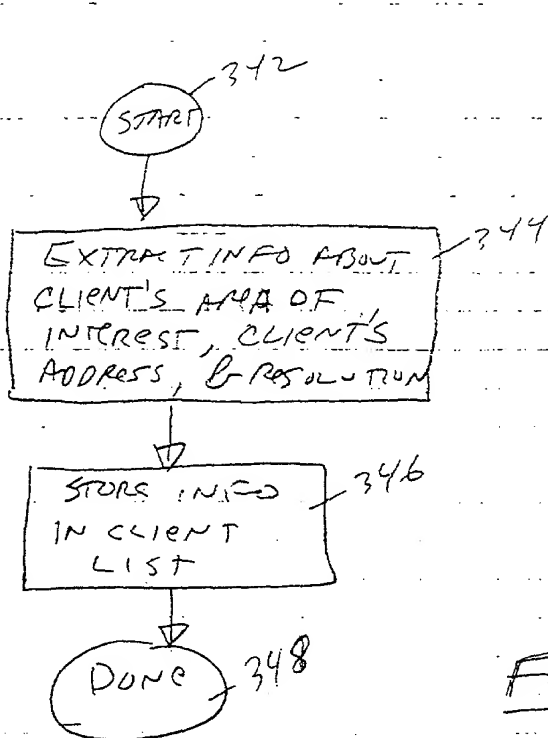 342
START
344
EXTRACT INFO ABOUT
CLIENT'S AREA OF
INTEREST, CLIENT'S
ADDRESS, & RESOLUTION
346
STORE INFO
IN CLIENT
LIST
DONE
348
F